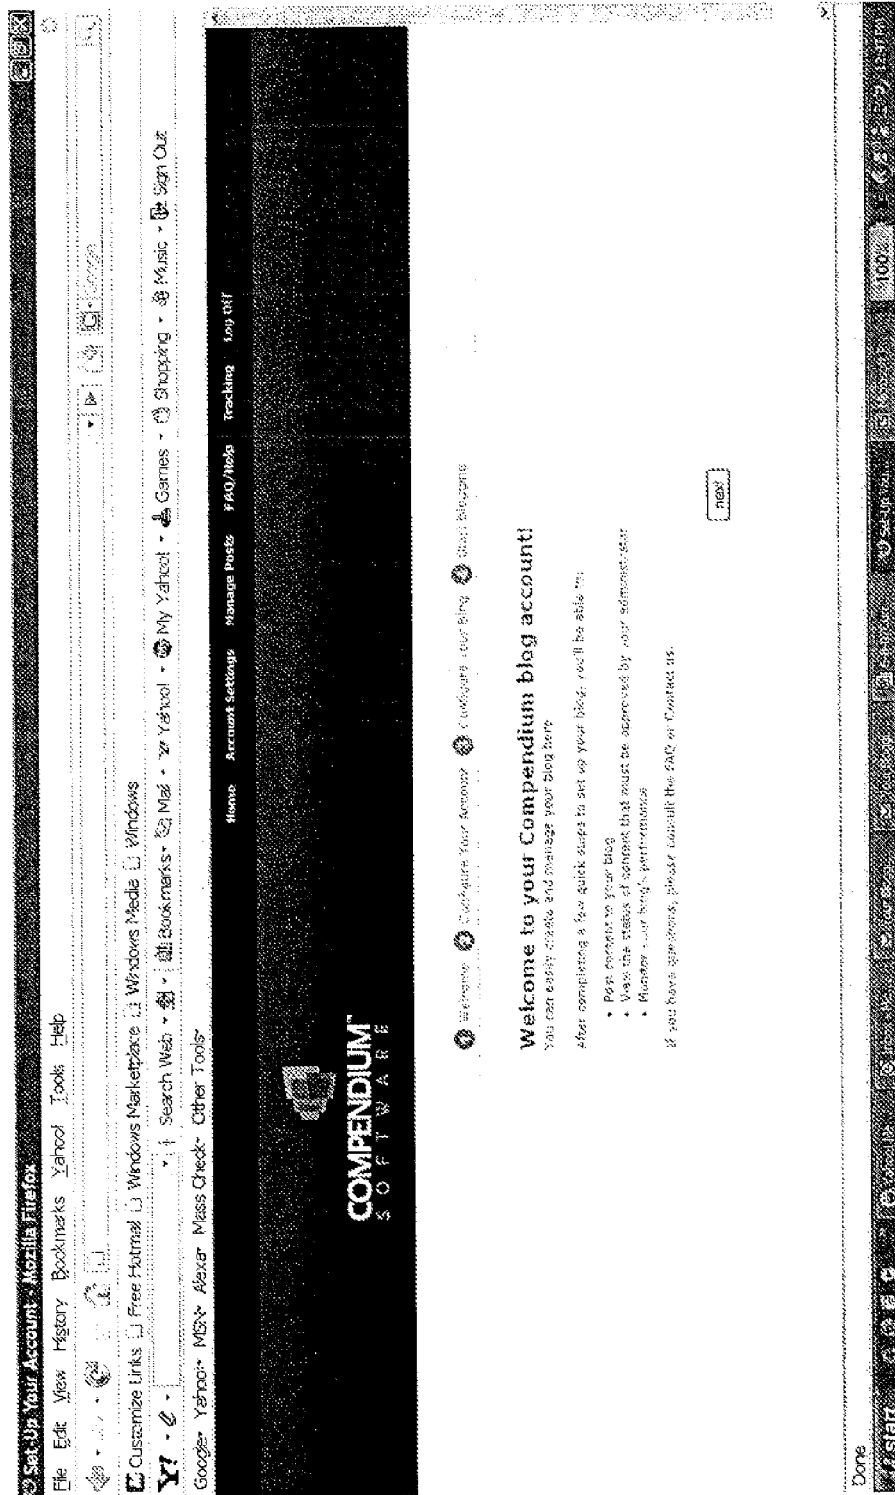 Set-Up Your Account - Mozilla Firefox
File Edit View History Bookmarks Yahoo! Tools Help
Google
Customize Links Free Hotmail Windows Marketplace Windows Media Windows
Y! Search Web Bookmarks Mail My Yahoo! Yahoo! Games Shopping Music Sign Out
Google Yahoo! MSN Alexa Mass Check Other Tools
Home Account Settings Manage Posts FAQ/Help Tracking Log Off
COMPENDIUM™
SOFTWARE
Welcome Configure Your Account Configure Your Blog Start Blogging
Welcome to your Compendium blog account!
You can easily create and manage your blog here
After completing a few quick steps to set up your blog, you'll be able to:
• Post content to your blog
• View the status of content that must be approved by your administrator
• Monitor your blog's performance
If you have questions, please consult the FAQ or Contact us.
next
Done
start 100%